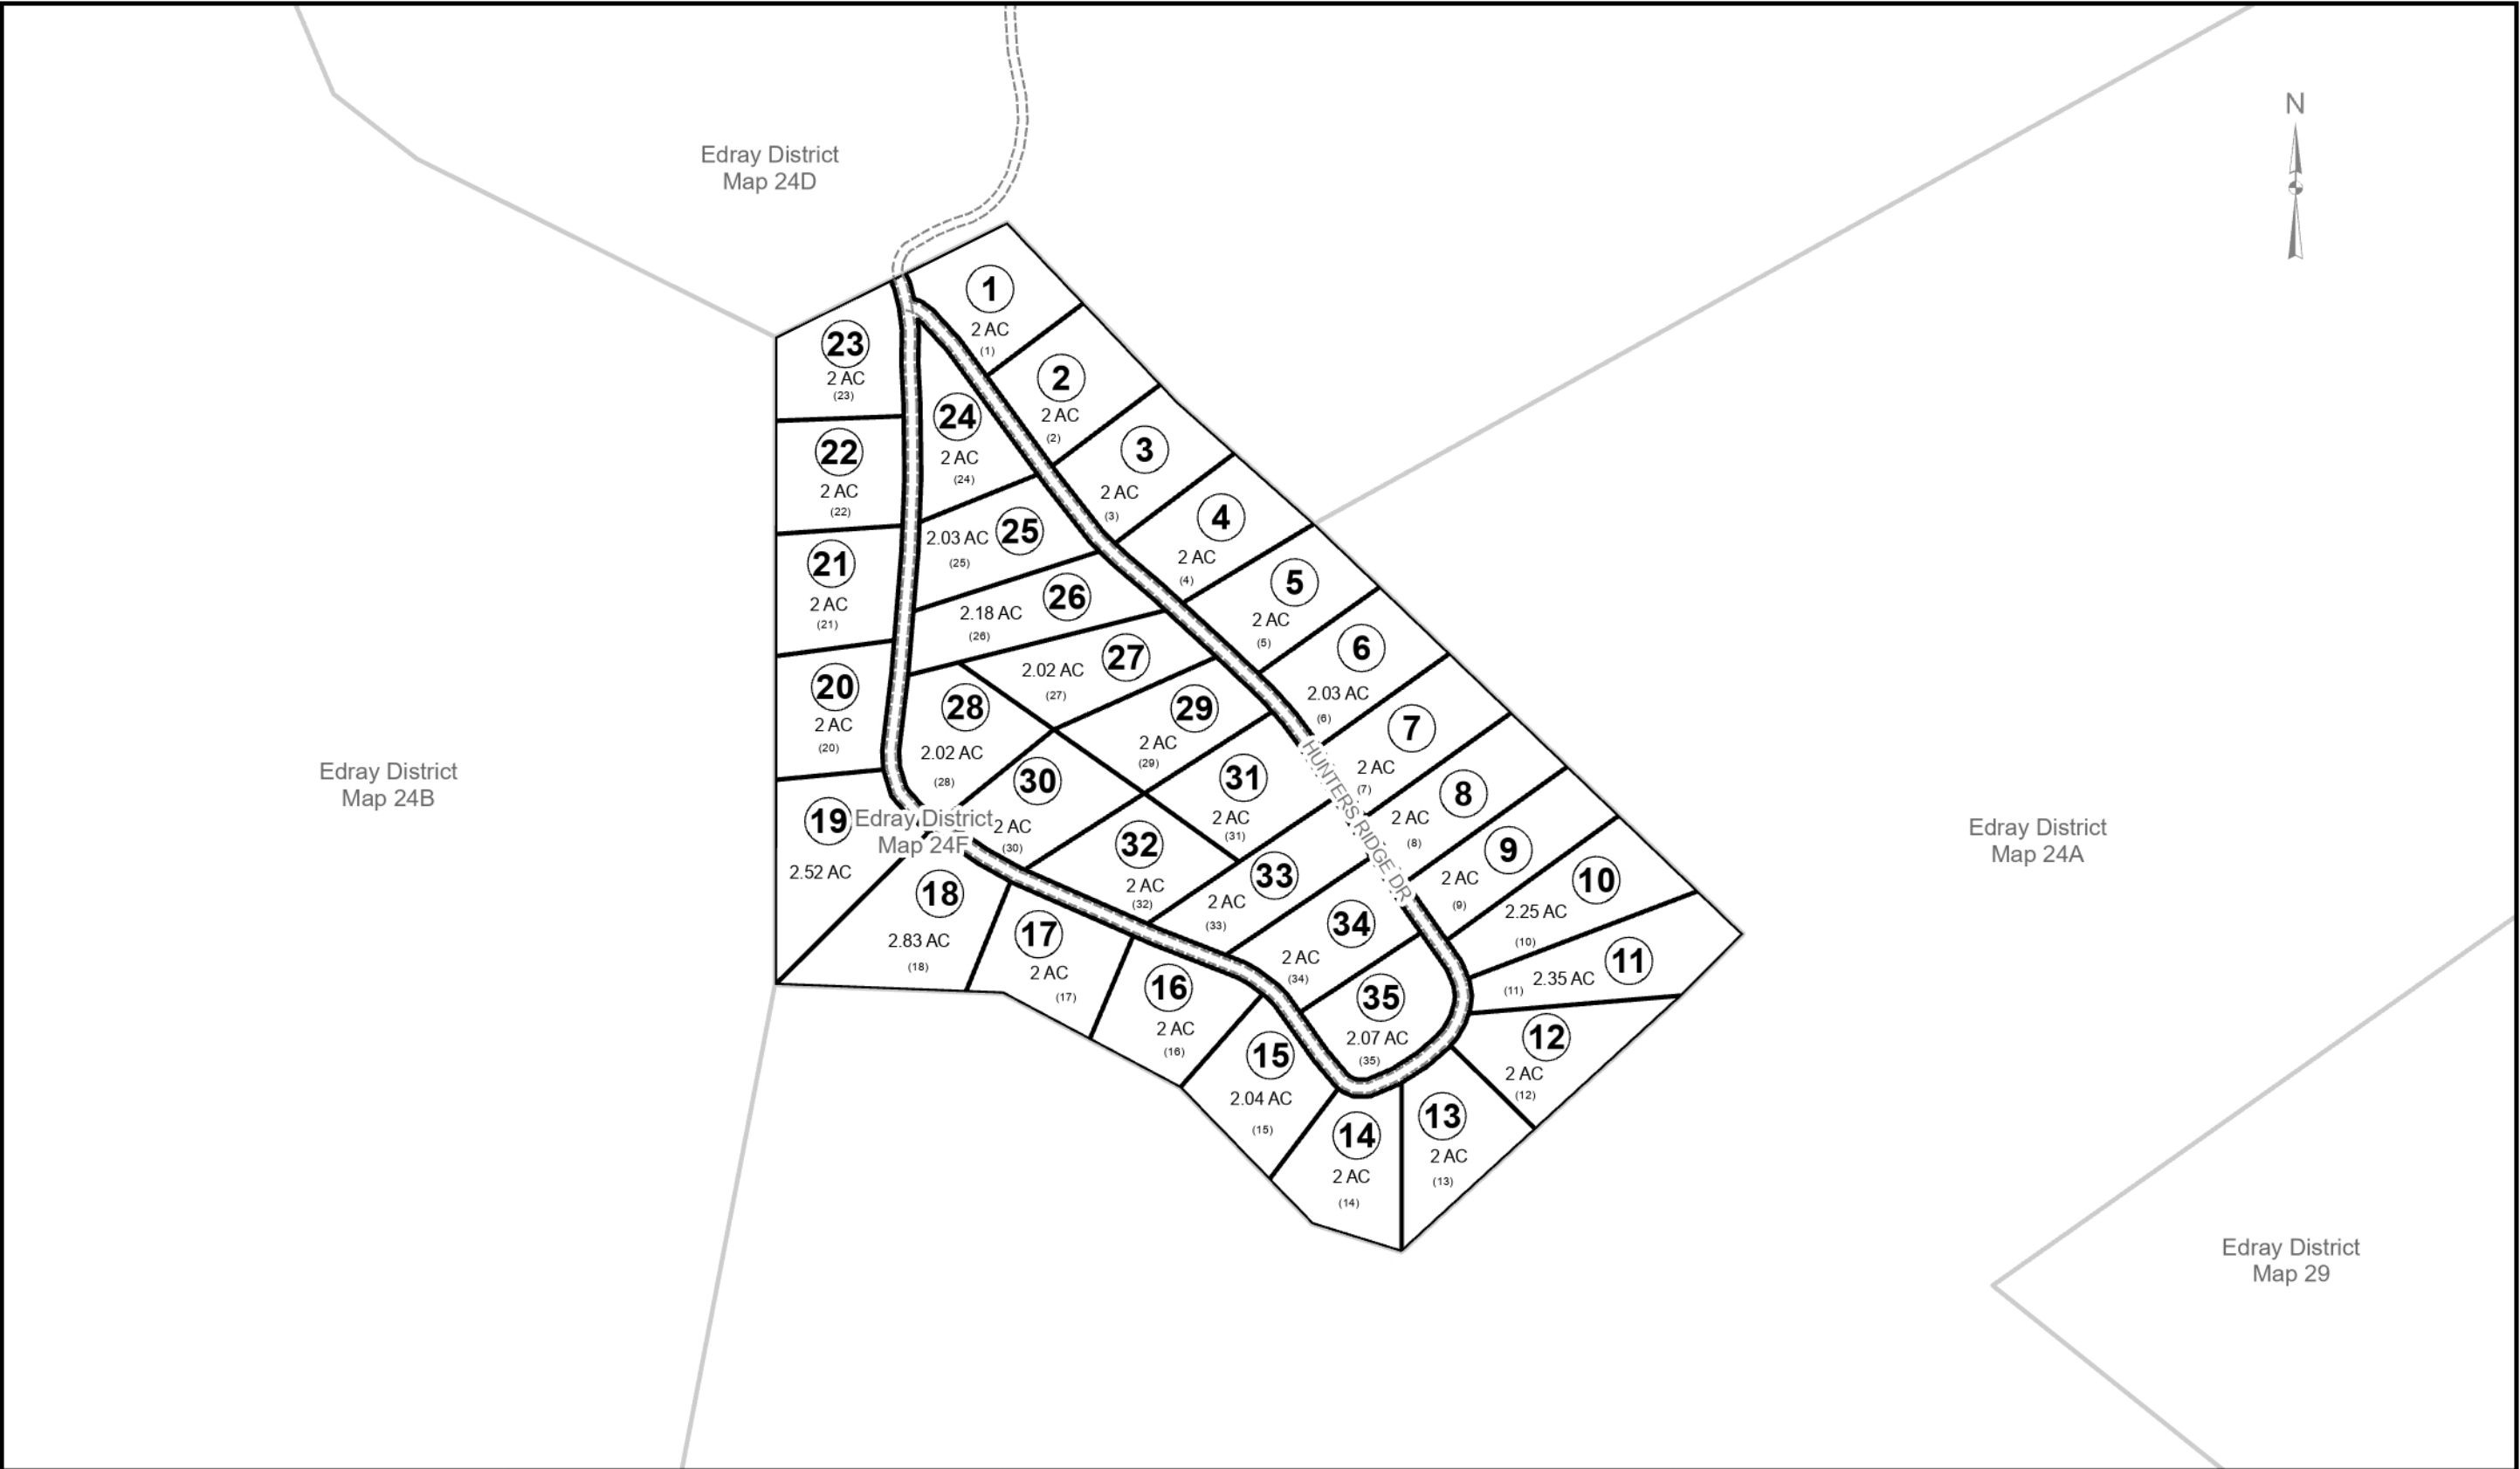 N
Edray District
Map 24D
1
2 AC
(1)
23
2 AC
(23)
2
2 AC
(2)
24
2 AC
(24)
3
2 AC
(3)
22
2 AC
(22)
4
2 AC
(4)
25
2.03 AC
(25)
21
2 AC
(21)
5
2 AC
(5)
26
2.18 AC
(26)
6
2.03 AC
(6)
27
2.02 AC
(27)
20
2 AC
(20)
28
2.02 AC
(28)
29
2 AC
(29)
7
2 AC
(7)
HUNTERS RIDGE DR
Edray District
Map 24B
30
2 AC
(30)
31
2 AC
(31)
8
2 AC
(8)
19
2.52 AC
Edray District
Map 24F
32
2 AC
(32)
9
2 AC
(9)
Edray District
Map 24A
33
2 AC
(33)
10
2.25 AC
(10)
18
2.83 AC
(18)
34
2 AC
(34)
17
2 AC
(17)
11
2.35 AC
(11)
16
2 AC
(16)
35
2.07 AC
(35)
12
2 AC
(12)
15
2.04 AC
(15)
13
2 AC
(13)
14
2 AC
(14)
Edray District
Map 29